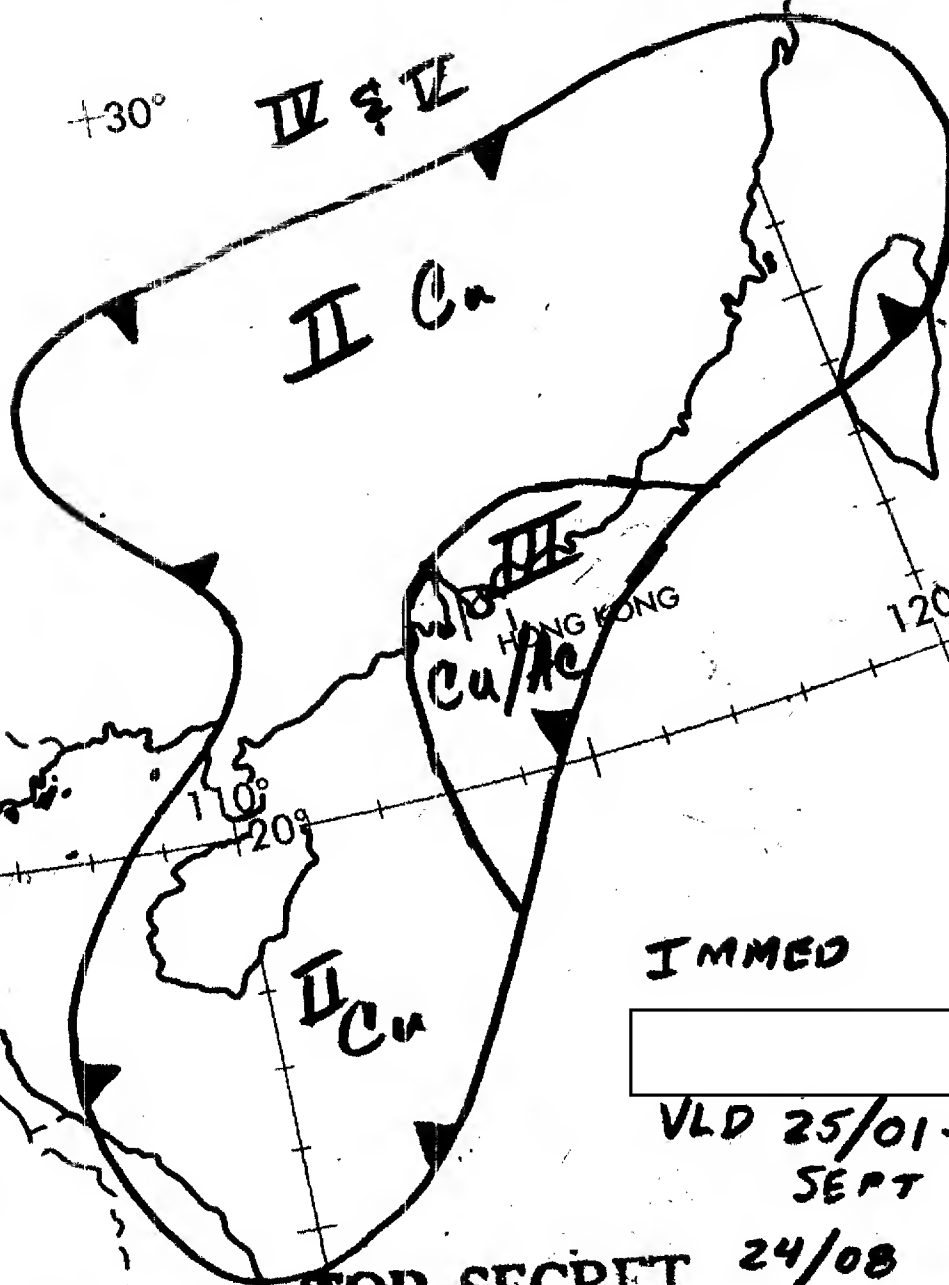 +30°
IV & V
II Cu
III
HONG KONG
Cu/AC
120
110°
20°
II Cu
IMMED
VLD 25/01-
SEPT
24/08
TOP SECRET